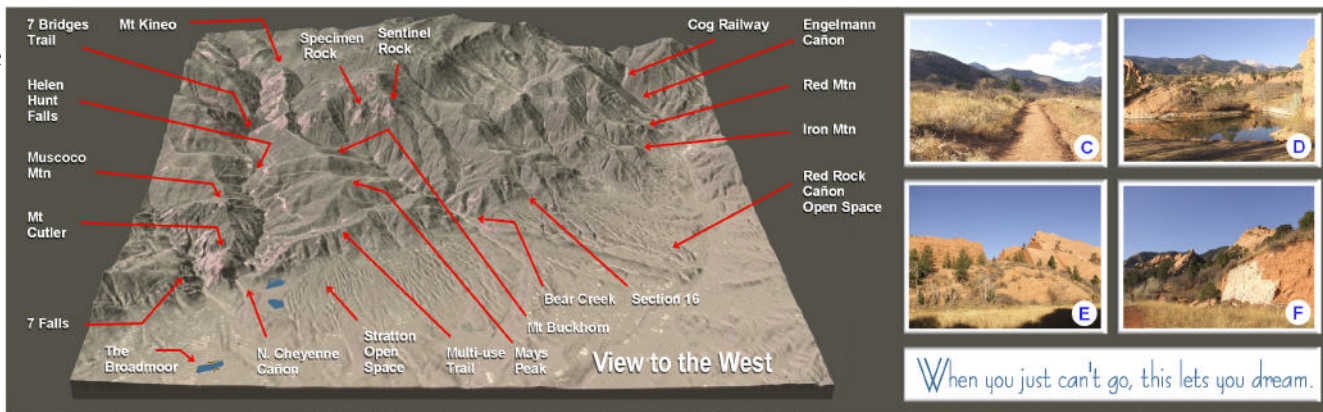 7 Bridges
Trail
Mt Kineo
Specimen
Rock
Sentinel
Rock
Cog Railway
Engelmann
Cañon
Helen
Hunt
Falls
Red Mtn
Iron Mtn
Muscoco
Mtn
Red Rock
Cañon
Open Space
Mt
Cutler
Bear Creek
Section 16
7 Falls
Mt Buckhorn
The
Broadmoor
N. Cheyenne
Cañon
Stratton
Open
Space
Multi-use
Trail
Mays
Peak
View to the West
C
D
E
F
When you just can't go, this lets you dream.